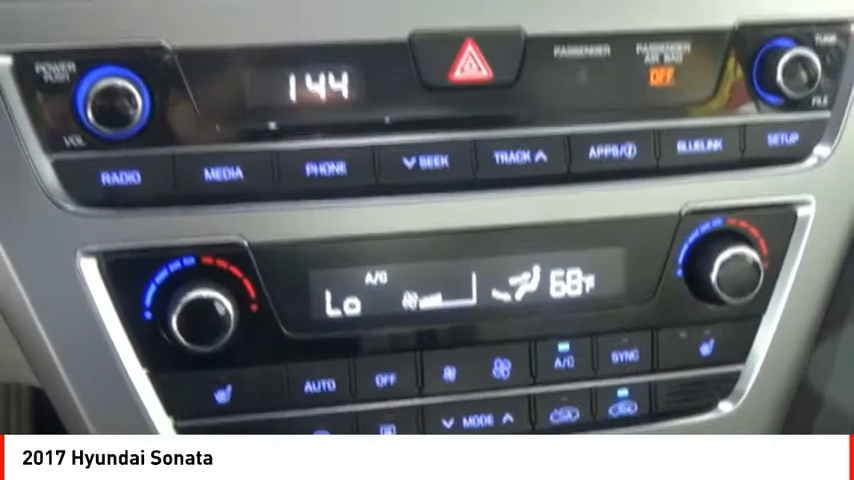 POWER
PUSH
VOL
144
PASSENGER
PASSENGER
AIR BAG
OFF
TUNE
FILE
RADIO
MEDIA
PHONE
SEEK
TRACK
APPS/i
BLUELINK
SETUP
A/C
Lo
68°F
AUTO
OFF
A/C
SYNC
MODE
2017 Hyundai Sonata